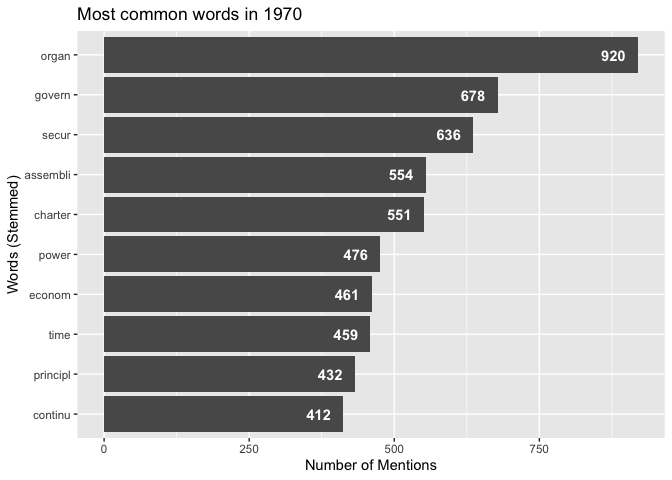 Most common words in 1970
Words (Stemmed)
organ 920
govern 678
secur 636
assembli 554
charter 551
power 476
econom 461
time 459
principl 432
continu 412
0 250 500 750
Number of Mentions